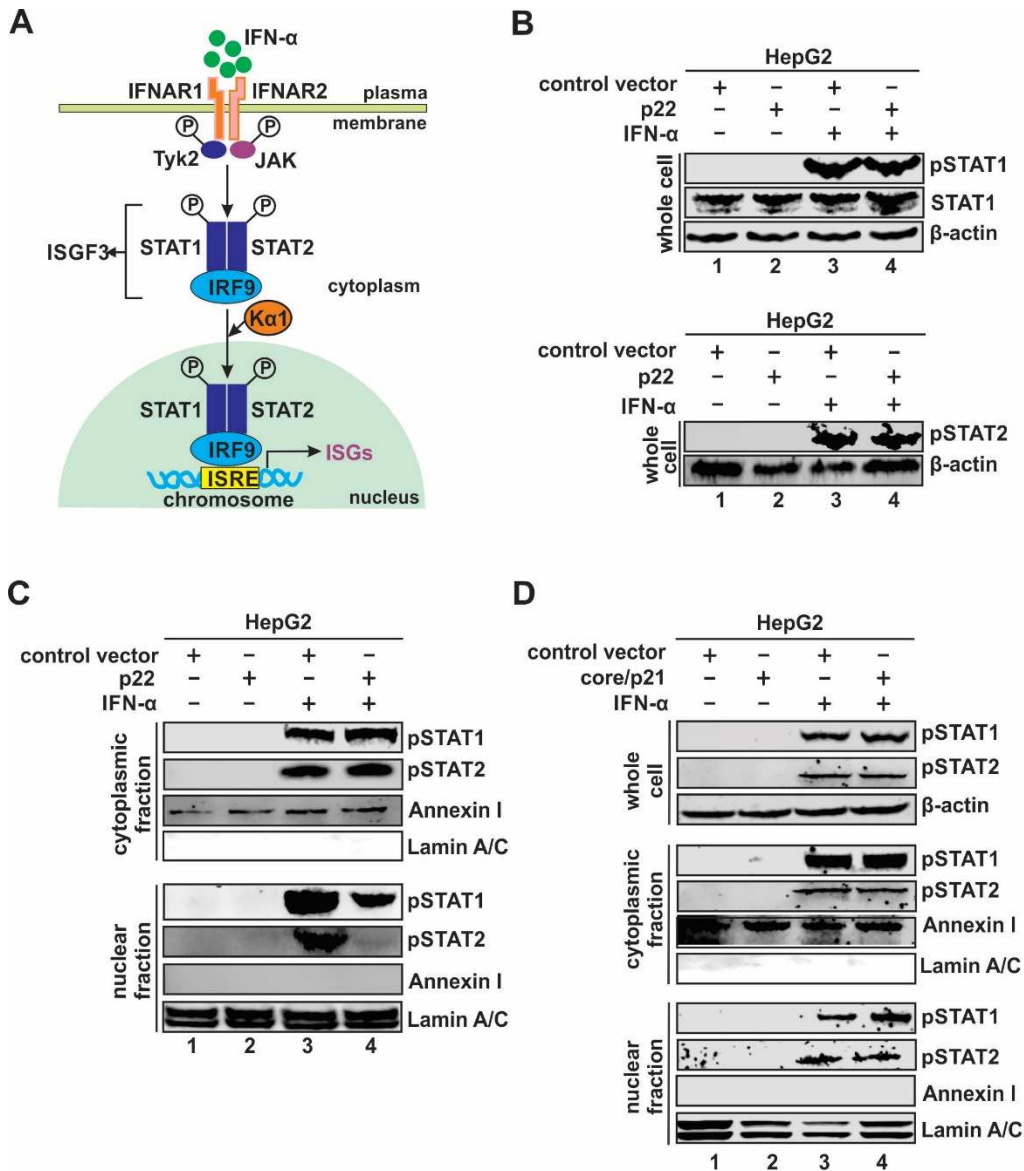 A
IFN-α
IFNAR1
IFNAR2
plasma
membrane
P
P
Tyk2
JAK
P
P
STAT1
STAT2
ISGF3
IRF9
cytoplasm
Kα1
P
P
STAT1
STAT2
IRF9
ISGs
ISRE
chromosome
nucleus
B
HepG2
control vector + – + –
p22 – + – +
IFN-α – – + +
whole cell
pSTAT1
STAT1
β-actin
1 2 3 4
HepG2
control vector + – + –
p22 – + – +
IFN-α – – + +
whole
cell
pSTAT2
β-actin
1 2 3 4
C
HepG2
control vector + – + –
p22 – + – +
IFN-α – – + +
cytoplasmic
fraction
pSTAT1
pSTAT2
Annexin I
Lamin A/C
nuclear
fraction
pSTAT1
pSTAT2
Annexin I
Lamin A/C
1 2 3 4
D
HepG2
control vector + – + –
core/p21 – + – +
IFN-α – – + +
whole
cell
pSTAT1
pSTAT2
β-actin
cytoplasmic
fraction
pSTAT1
pSTAT2
Annexin I
Lamin A/C
nuclear
fraction
pSTAT1
pSTAT2
Annexin I
Lamin A/C
1 2 3 4